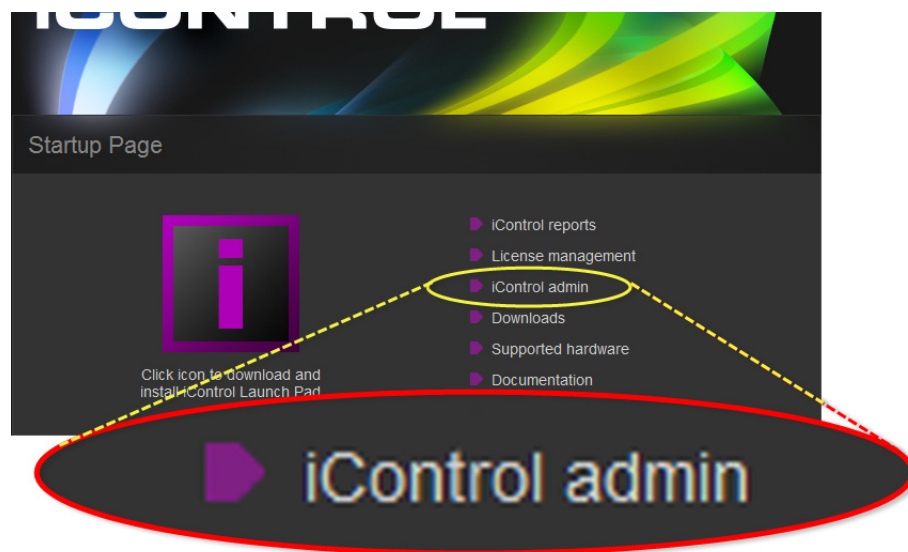 iCONTROL
Startup Page
iControl reports
License management
iControl admin
Downloads
Supported hardware
Documentation
Click icon to download and
install iControl Launch Pad
iControl admin